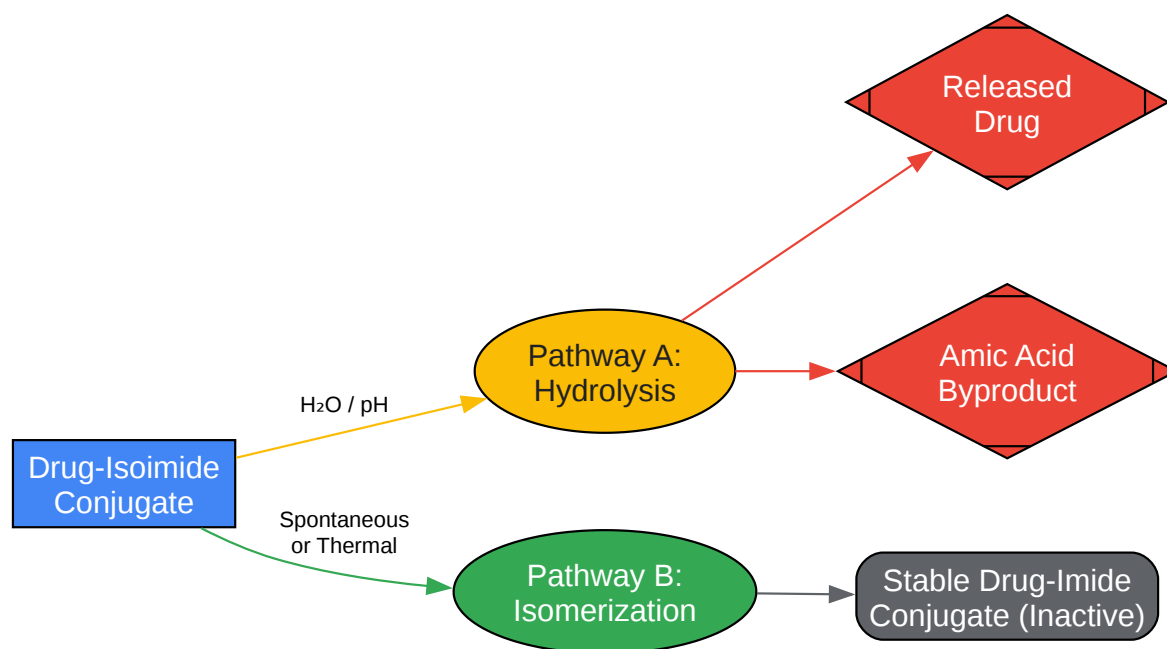 Drug-Isoimide
Conjugate
H₂O / pH
Spontaneous
or Thermal
Pathway A:
Hydrolysis
Pathway B:
Isomerization
Released
Drug
Amic Acid
Byproduct
Stable Drug-Imide
Conjugate (Inactive)